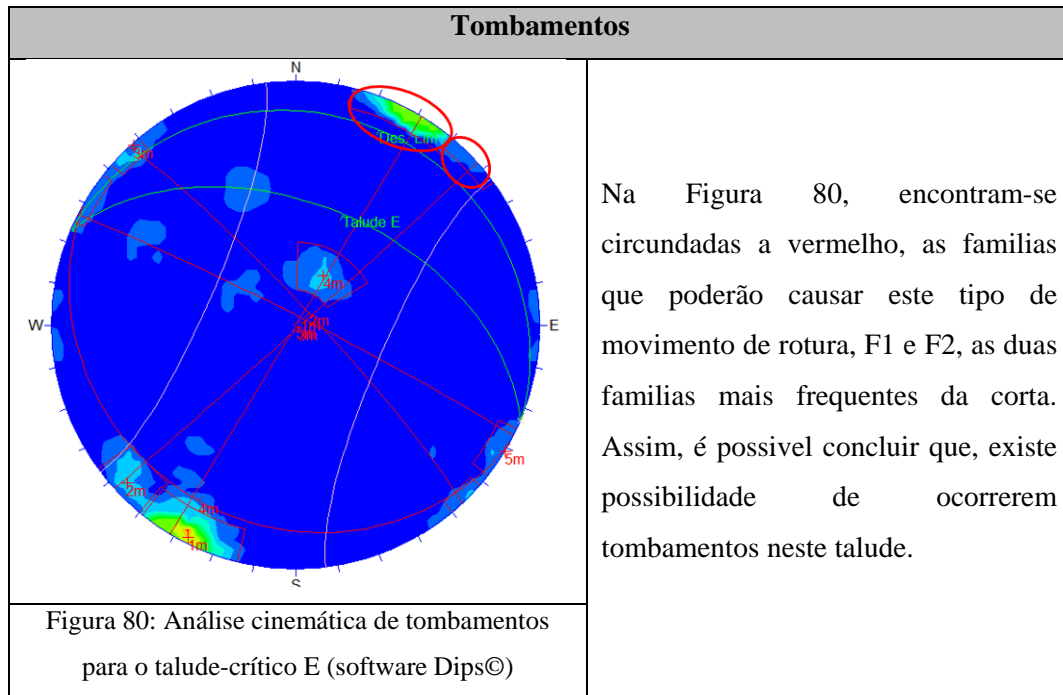 Tombamentos
N
Des. Lim
3m
Talude E
4m
W
E
5m
2m
4m
1m
S
Na Figura 80, encontram-se
circundadas a vermelho, as familias
que poderão causar este tipo de
movimento de rotura, F1 e F2, as duas
familias mais frequentes da corta.
Assim, é possivel concluir que, existe
possibilidade de ocorrerem
tombamentos neste talude.
Figura 80: Análise cinemática de tombamentos
para o talude-crítico E (software Dips©)